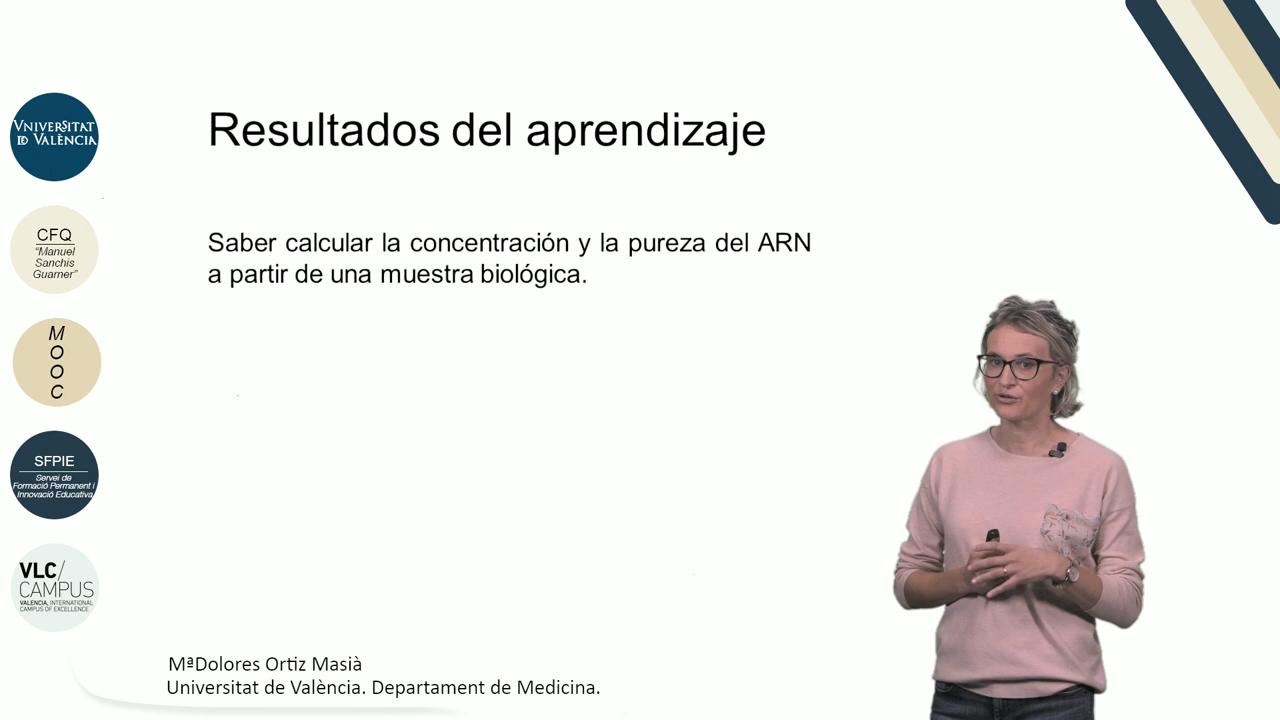 Resultados del aprendizaje
Saber calcular la concentración y la pureza del ARN
a partir de una muestra biológica.
VNIVERSITAT
ID VALÈNCIA
CFQ
"Manuel
Sanchis
Guarner"
M
O
O
C
SFPIE
Servei de
Formació Permanent i
Innovació Educativa
VLC/
CAMPUS
VALENCIA, INTERNATIONAL
CAMPUS OF EXCELLENCE
MªDolores Ortiz Masià
Universitat de València. Departament de Medicina.